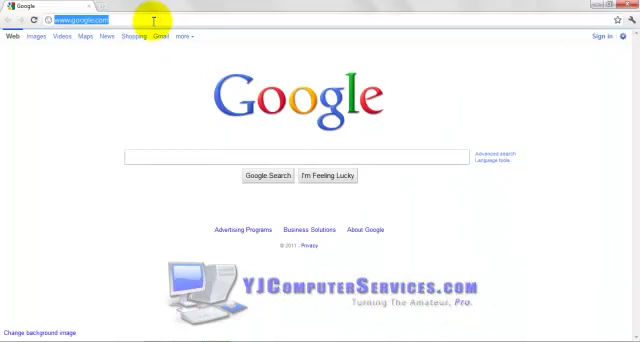 Google
www.google.com
Web Images Videos Maps News Shopping Gmail more Sign in
Google
Advanced search
Language tools
Google Search I'm Feeling Lucky
Advertising Programs Business Solutions About Google
© 2011 - Privacy
YJComputerServices.com
Turning The Amateur, Pro.
Change background image